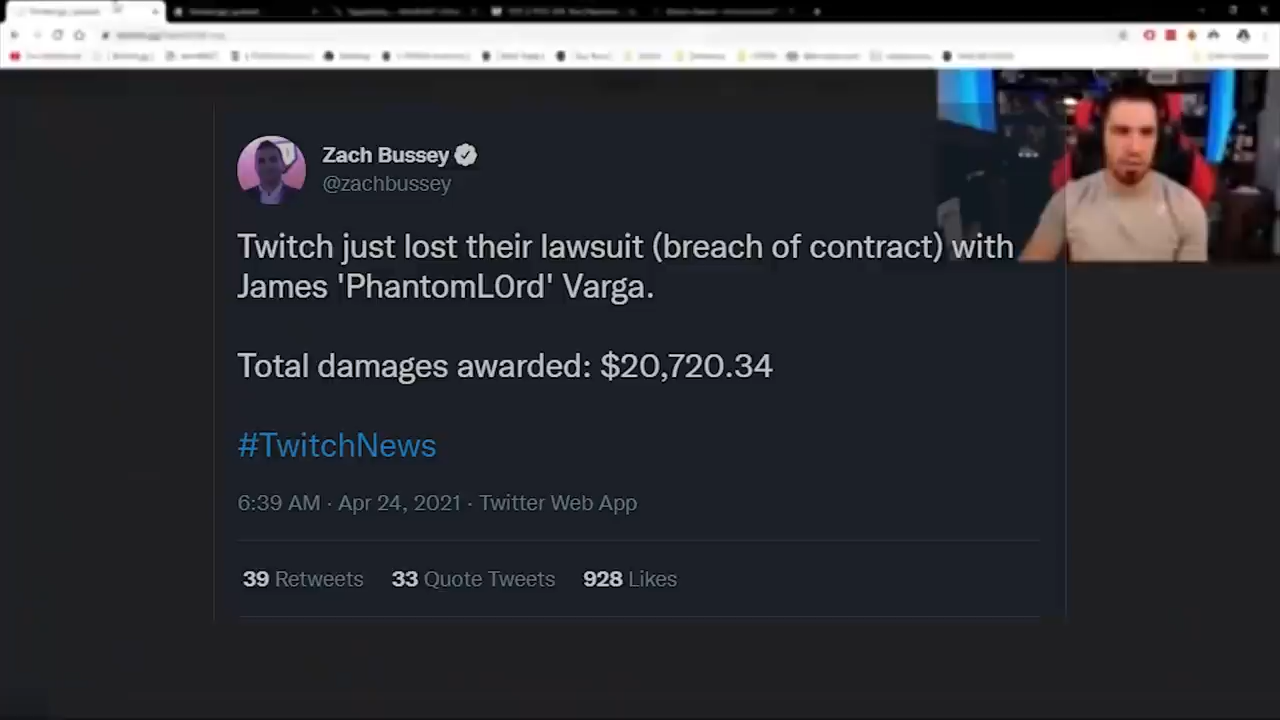 Zach Bussey
@zachbussey
Twitch just lost their lawsuit (breach of contract) with
James 'PhantomL0rd' Varga.
Total damages awarded: $20,720.34
#TwitchNews
6:39 AM · Apr 24, 2021 · Twitter Web App
39 Retweets 33 Quote Tweets 928 Likes